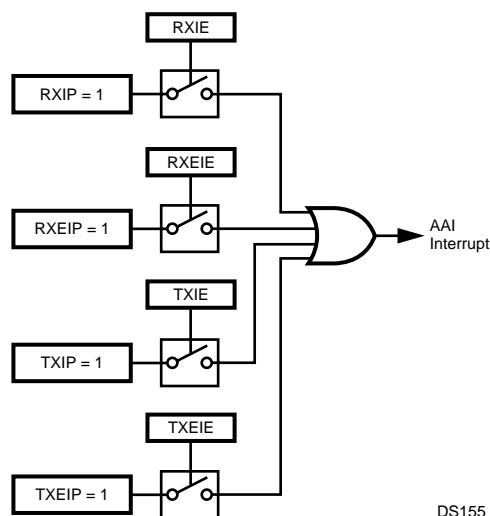 RXIE
RXIP = 1
RXEIE
RXEIP = 1
AAI
Interrupt
TXIE
TXIP = 1
TXEIE
TXEIP = 1
DS155